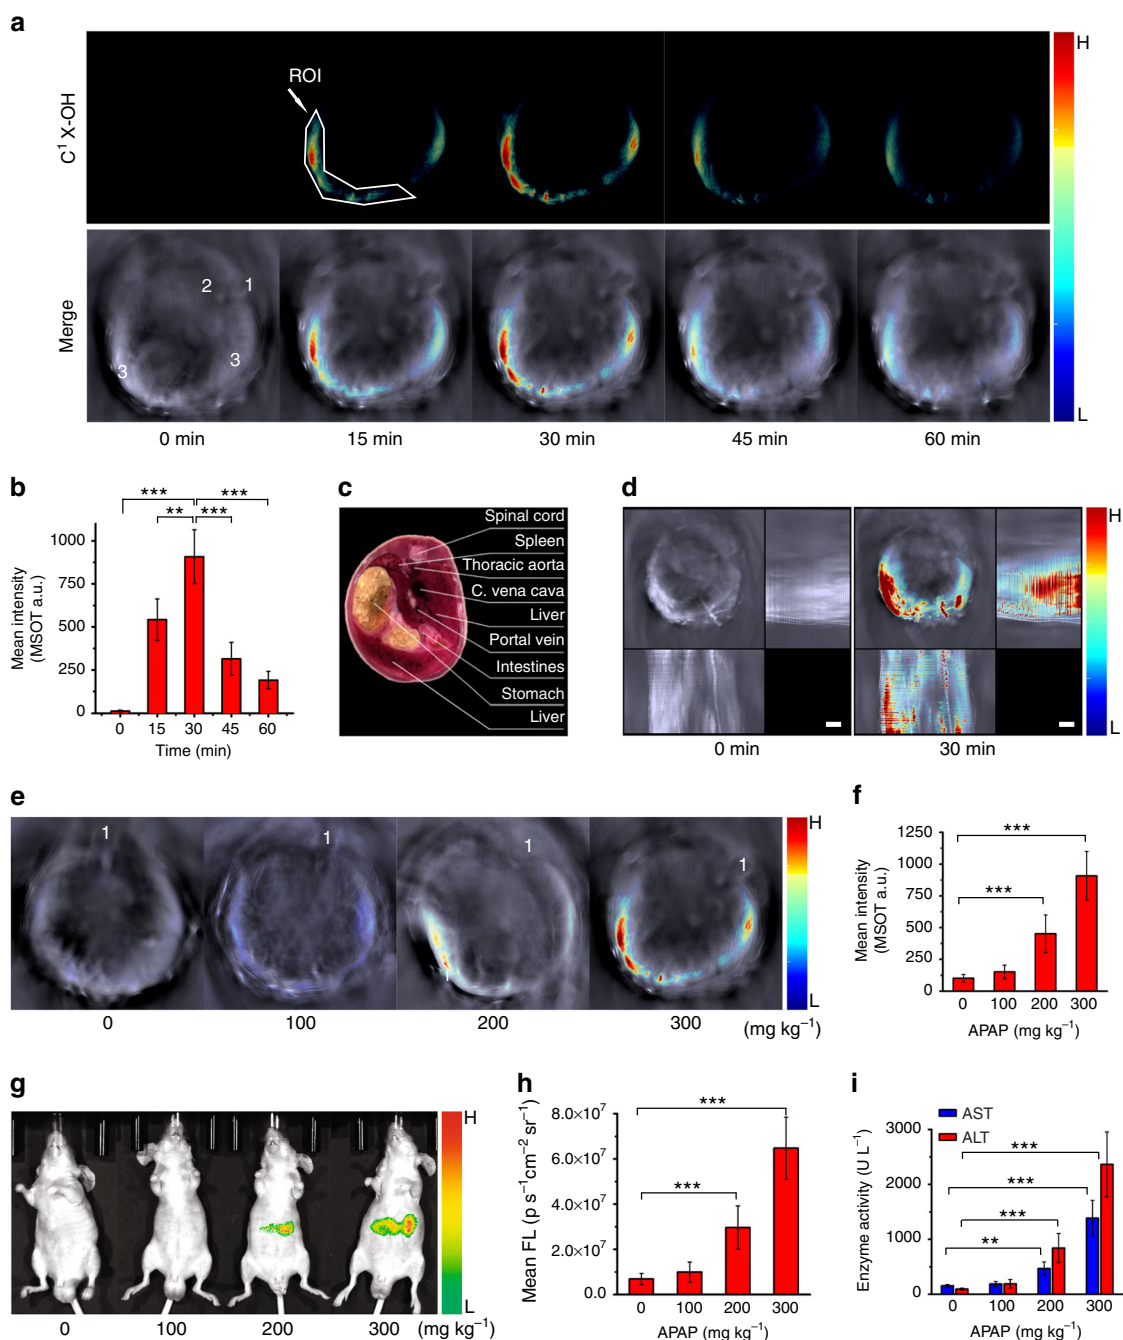 a
C¹ X-OH
ROI
H
Merge
2
1
3
3
L
0 min
15 min
30 min
45 min
60 min
b
Mean intensity
(MSOT a.u.)
1000
750
500
250
0
***
***
**
***
0
15
30
45
60
Time (min)
c
Spinal cord
Spleen
Thoracic aorta
C. vena cava
Liver
Portal vein
Intestines
Stomach
Liver
d
H
L
0 min
30 min
e
1
1
1
1
1
H
L
0
100
200
300
(mg kg⁻¹)
f
Mean intensity
(MSOT a.u.)
1250
1000
750
500
250
0
***
***
0
100
200
300
APAP (mg kg⁻¹)
g
H
L
0
100
200
300
(mg kg⁻¹)
h
Mean FL (p s⁻¹cm⁻² sr⁻¹)
8.0×10⁷
6.0×10⁷
4.0×10⁷
2.0×10⁷
0.0
***
***
0
100
200
300
APAP (mg kg⁻¹)
i
AST
ALT
Enzyme activity (U L⁻¹)
3000
2000
1000
0
***
***
***
**
0
100
200
300
APAP (mg kg⁻¹)